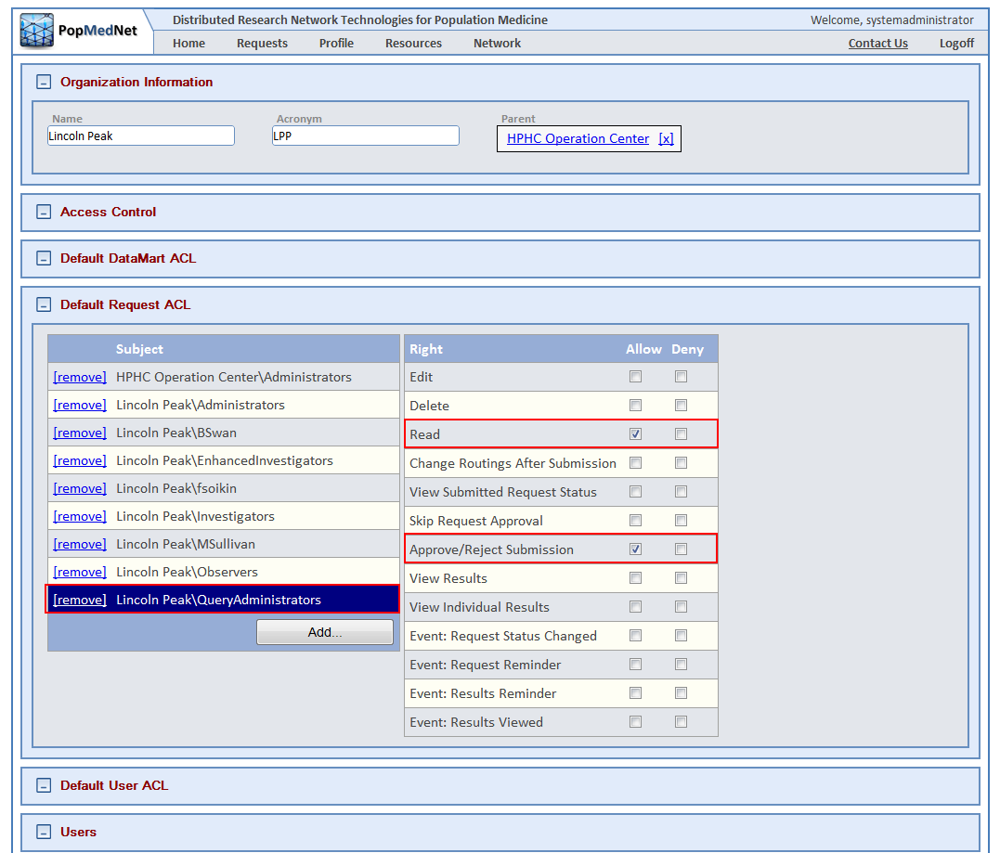 PopMedNet
Distributed Research Network Technologies for Population Medicine
Welcome, systemadministrator
Home Requests Profile Resources Network Contact Us Logoff
Organization Information
Name Acronym Parent
Lincoln Peak LPP HPHC Operation Center [x]
Access Control
Default DataMart ACL
Default Request ACL
Subject
[remove] HPHC Operation Center\Administrators
[remove] Lincoln Peak\Administrators
[remove] Lincoln Peak\BSwan
[remove] Lincoln Peak\EnhancedInvestigators
[remove] Lincoln Peak\fsoikin
[remove] Lincoln Peak\Investigators
[remove] Lincoln Peak\MSullivan
[remove] Lincoln Peak\Observers
[remove] Lincoln Peak\QueryAdministrators
Add...
Right Allow Deny
Edit
Delete
Read
Change Routings After Submission
View Submitted Request Status
Skip Request Approval
Approve/Reject Submission
View Results
View Individual Results
Event: Request Status Changed
Event: Request Reminder
Event: Results Reminder
Event: Results Viewed
Default User ACL
Users